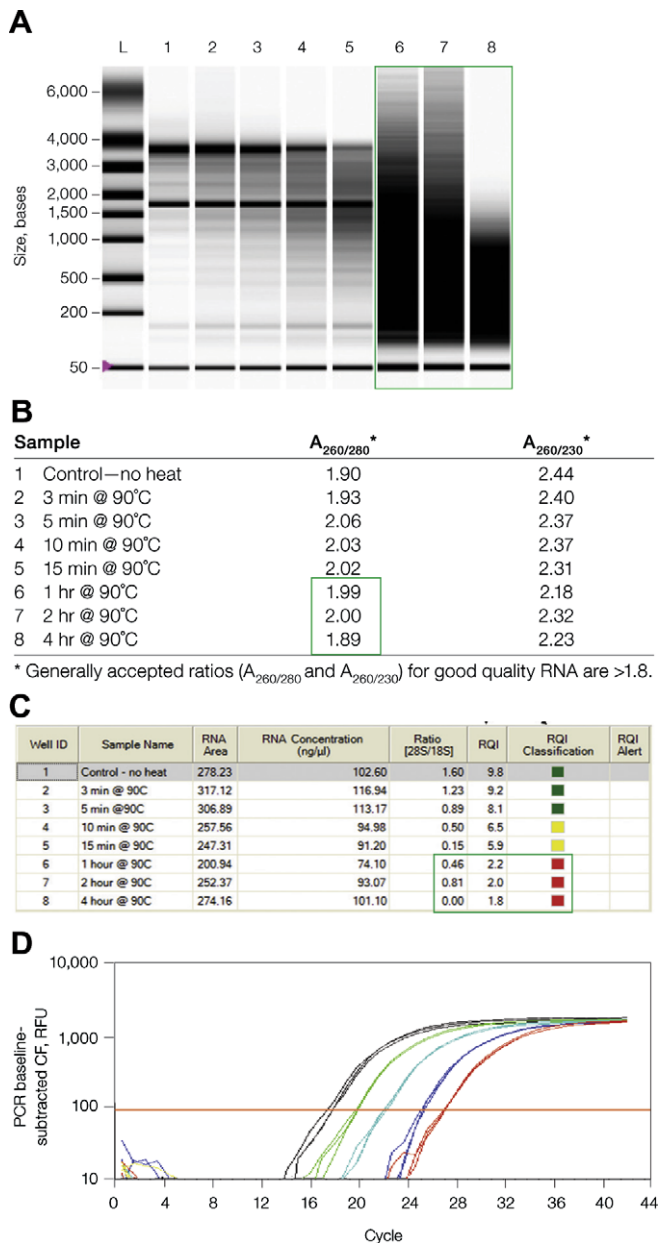 A
L 1 2 3 4 5 6 7 8
Size, bases
6,000
4,000
3,000
2,000
1,500
1,000
500
200
50
B
Sample A260/280* A260/230*
1 Control—no heat 1.90 2.44
2 3 min @ 90°C 1.93 2.40
3 5 min @ 90°C 2.06 2.37
4 10 min @ 90°C 2.03 2.37
5 15 min @ 90°C 2.02 2.31
6 1 hr @ 90°C 1.99 2.18
7 2 hr @ 90°C 2.00 2.32
8 4 hr @ 90°C 1.89 2.23
* Generally accepted ratios (A260/280 and A260/230) for good quality RNA are >1.8.
C
Well ID Sample Name RNA Area RNA Concentration (ng/µl) Ratio [28S/18S] RQI RQI Classification RQI Alert
1 Control - no heat 278.23 102.60 1.60 9.8
2 3 min @ 90C 317.12 116.94 1.23 9.2
3 5 min @90C 306.89 113.17 0.89 8.1
4 10 min @ 90C 257.56 94.98 0.50 6.5
5 15 min @ 90C 247.31 91.20 0.15 5.9
6 1 hour @ 90C 200.94 74.10 0.46 2.2
7 2 hour @ 90C 252.37 93.07 0.81 2.0
8 4 hour @ 90C 274.16 101.10 0.00 1.8
D
PCR baseline-
subtracted CF, RFU
10,000
1,000
100
10
0 4 8 12 16 20 24 28 32 36 40 44
Cycle